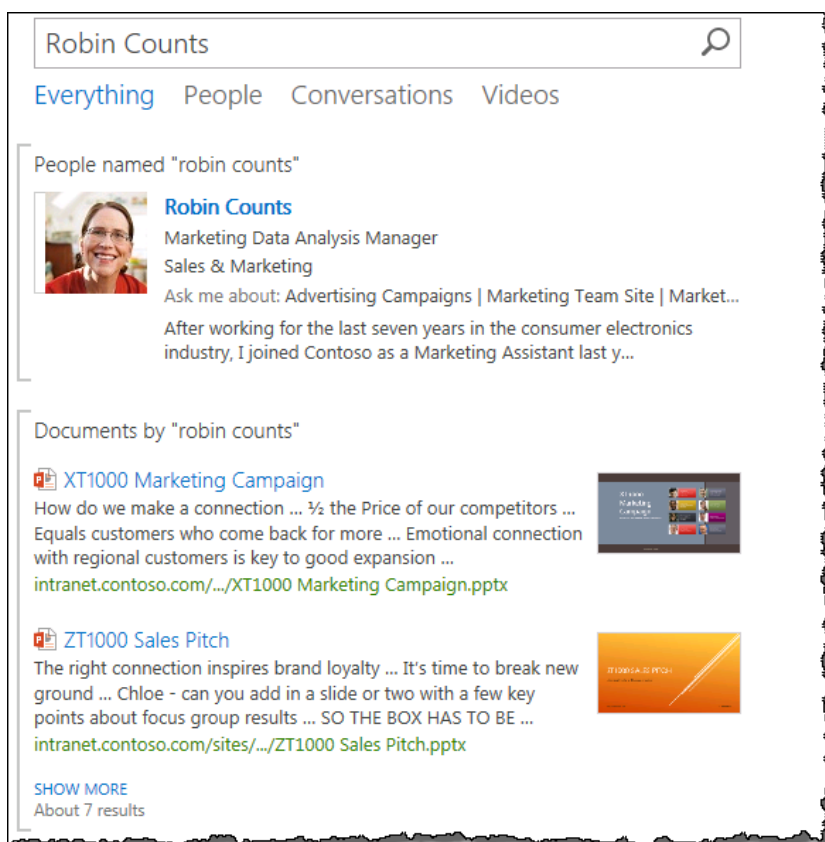 Robin Counts
Everything People Conversations Videos
People named "robin counts"
Robin Counts
Marketing Data Analysis Manager
Sales & Marketing
Ask me about: Advertising Campaigns | Marketing Team Site | Market...
After working for the last seven years in the consumer electronics
industry, I joined Contoso as a Marketing Assistant last y...
Documents by "robin counts"
XT1000 Marketing Campaign
How do we make a connection ... ½ the Price of our competitors ...
Equals customers who come back for more ... Emotional connection
with regional customers is key to good expansion ...
intranet.contoso.com/.../XT1000 Marketing Campaign.pptx
XT1000
Marketing
Campaign
ZT1000 Sales Pitch
The right connection inspires brand loyalty ... It's time to break new
ground ... Chloe - can you add in a slide or two with a few key
points about focus group results ... SO THE BOX HAS TO BE ...
intranet.contoso.com/sites/.../ZT1000 Sales Pitch.pptx
ZT1000 SALES PITCH
SHOW MORE
About 7 results